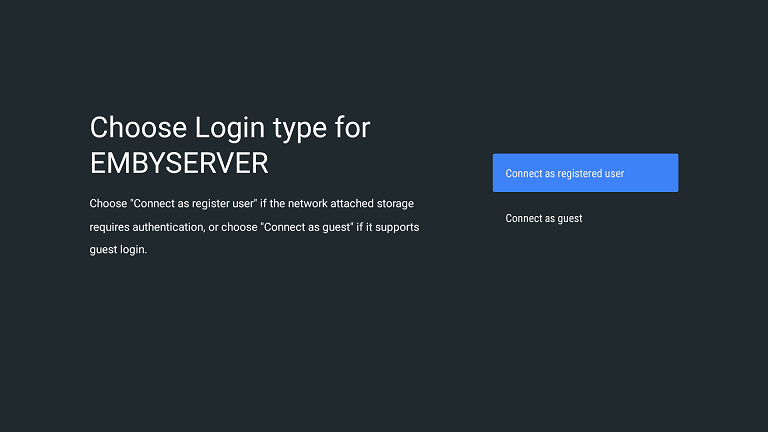 Choose Login type for
EMBYSERVER
Choose "Connect as register user" if the network attached storage
requires authentication, or choose "Connect as guest" if it supports
guest login.
Connect as registered user
Connect as guest